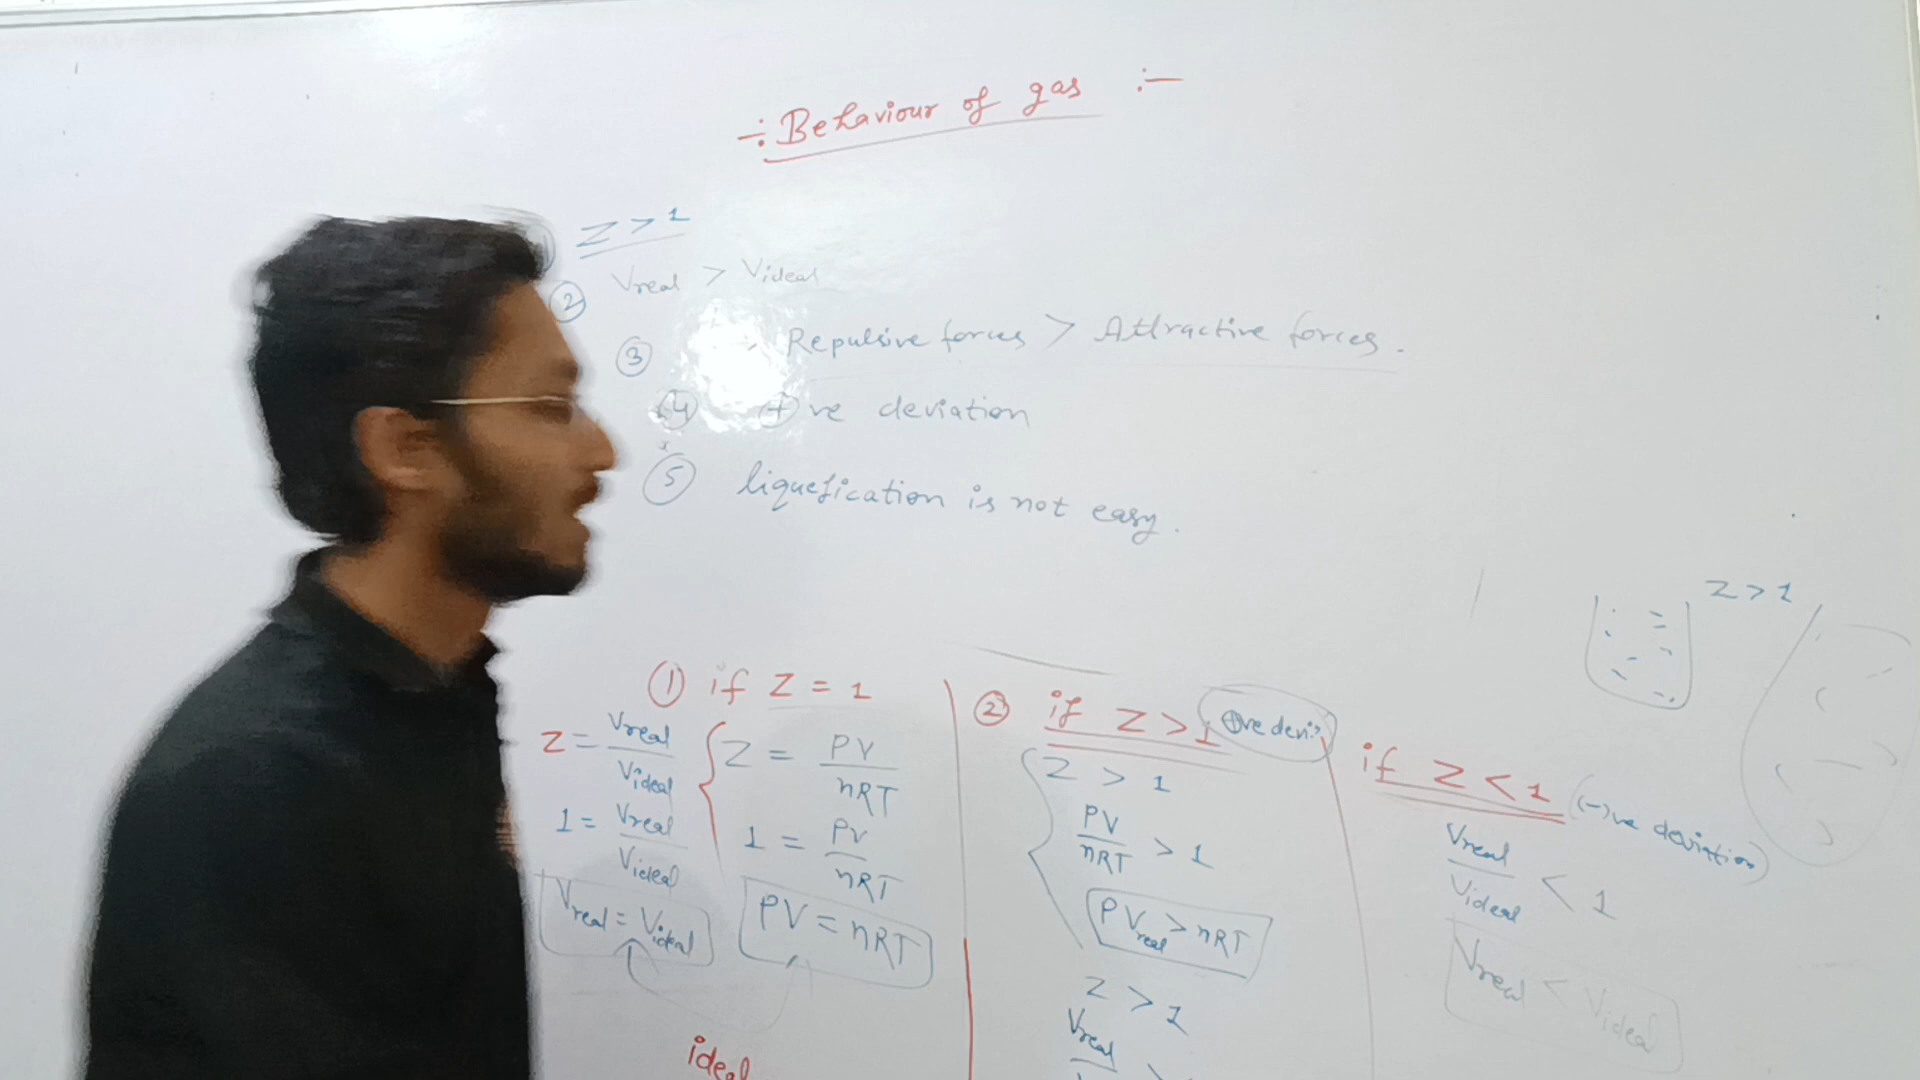 ÷ Behaviour of gas :-
Z > 1
② Vreal > Videal
③ Repulsive forces > Attractive forces.
④ ⊕ve deviation
⑤ liquefication is not easy.
Z > 1
① if Z = 1
Z = Vreal / Videal
1 = Vreal / Videal
Vreal = Videal
Z = PV / nRT
1 = PV / nRT
PV = nRT
ideal
② if Z > 1 ⊕ve devi
Z > 1
PV / nRT > 1
PVreal > nRT
Z > 1
Vreal
if Z < 1 (-)ve deviation
Vreal / Videal < 1
Vreal < Videal